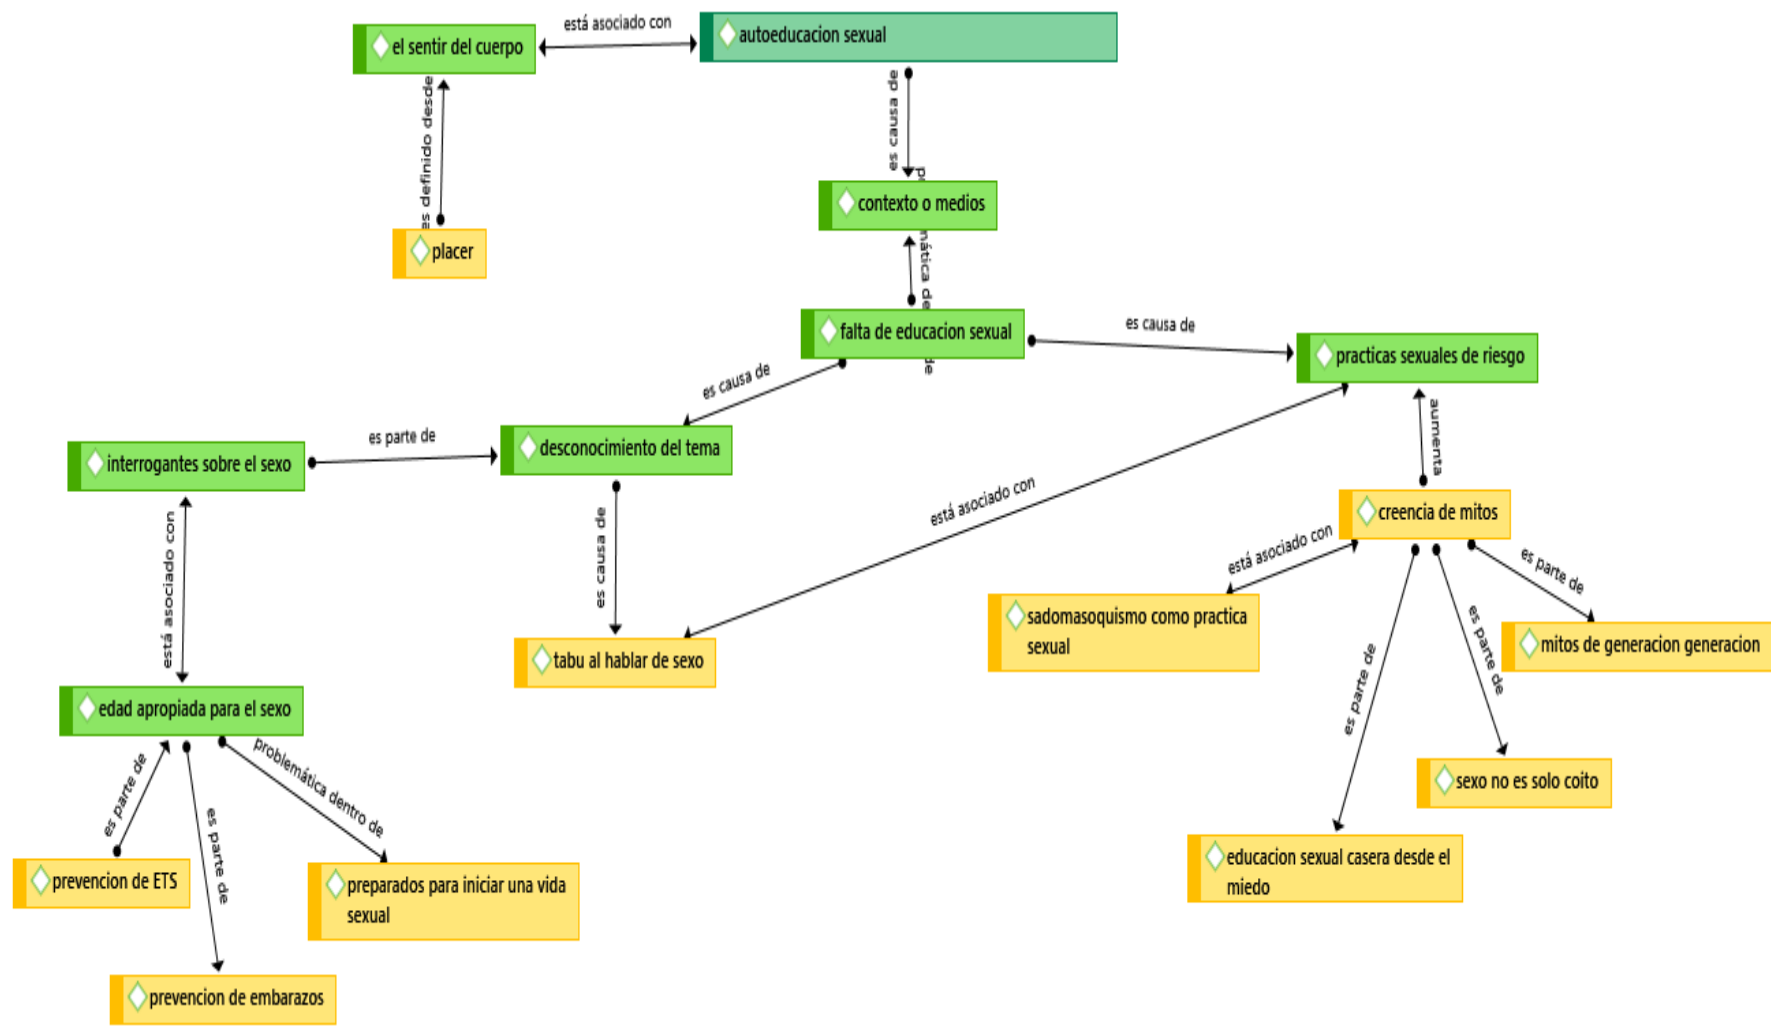 está asociado con
autoeducacion sexual
el sentir del cuerpo
es causa de
es definido desde
contexto o medios
placer
falta de educacion sexual
es causa de
practicas sexuales de riesgo
es causa de
aumenta
es parte de
desconocimiento del tema
interrogantes sobre el sexo
está asociado con
creencia de mitos
es causa de
está asociado con
está asociado con
es parte de
sadomasoquismo como practica
sexual
es parte de
mitos de generacion generacion
tabu al hablar de sexo
es parte de
edad apropiada para el sexo
problemática dentro de
es parte de
sexo no es solo coito
es parte de
educacion sexual casera desde el
miedo
prevencion de ETS
preparados para iniciar una vida
sexual
prevencion de embarazos